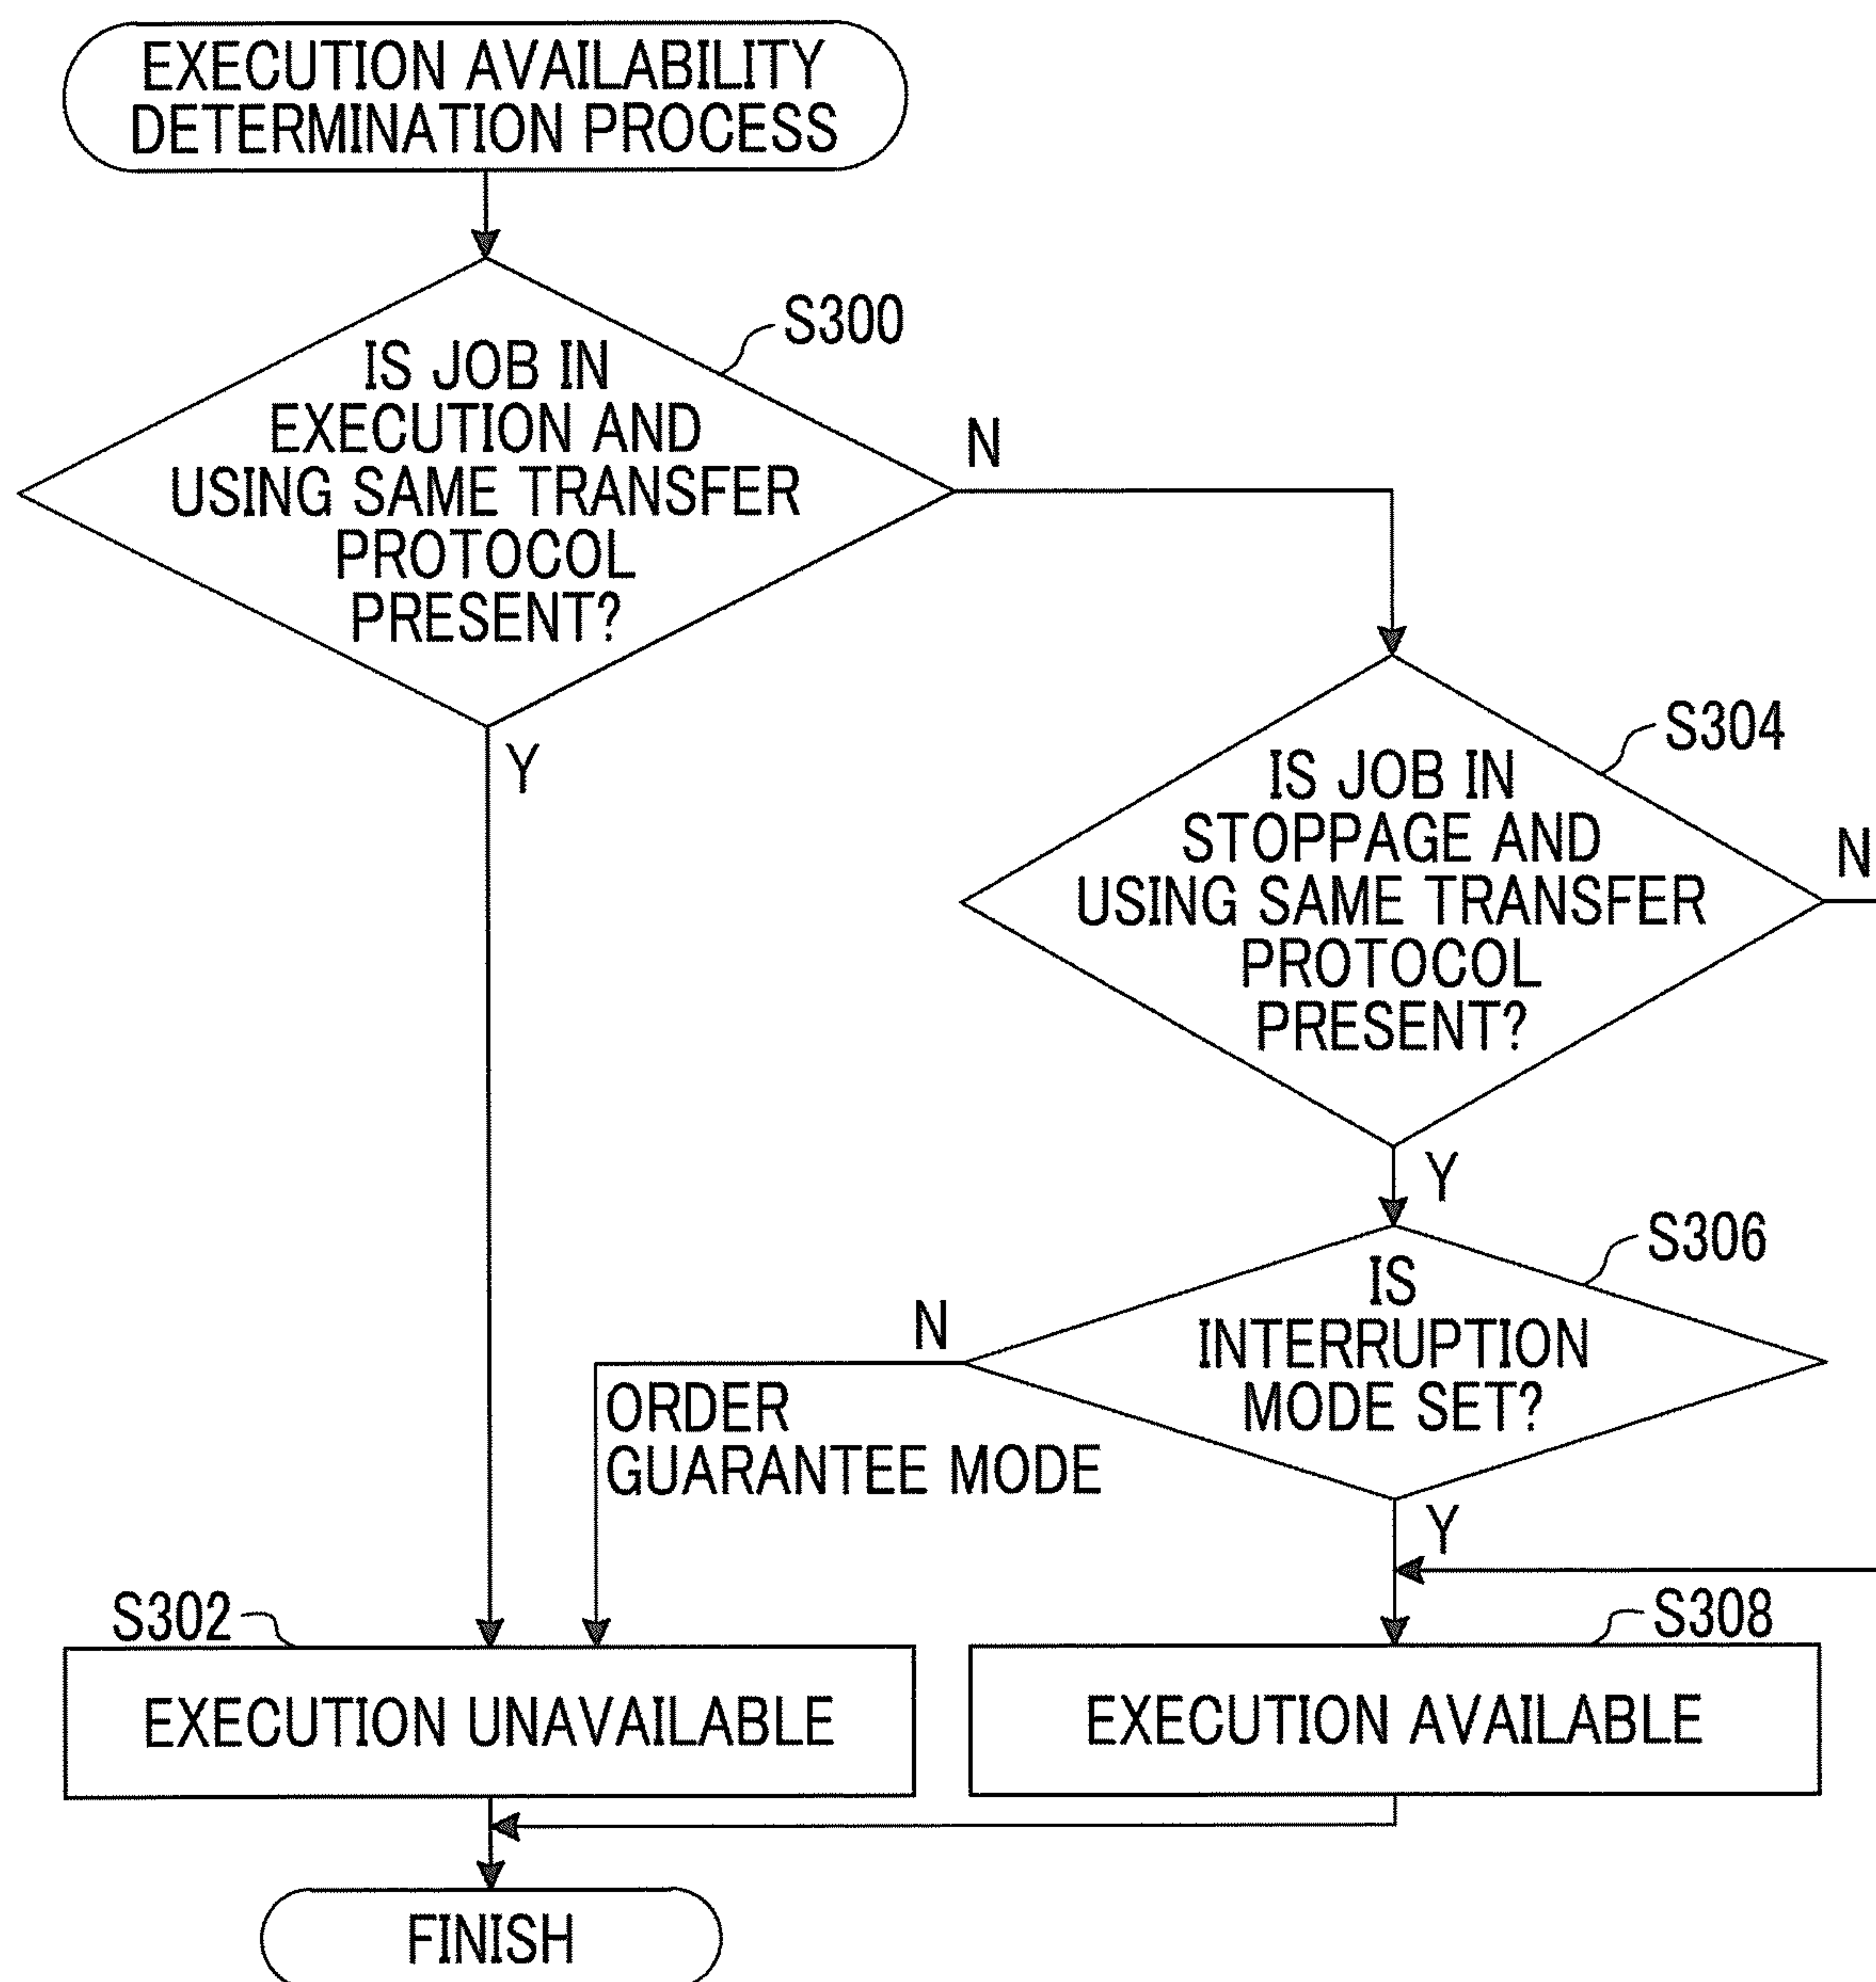 EXECUTION AVAILABILITY
DETERMINATION PROCESS
S300
IS JOB IN
EXECUTION AND
USING SAME TRANSFER
PROTOCOL
PRESENT?
N
Y
S304
IS JOB IN
STOPPAGE AND
USING SAME TRANSFER
PROTOCOL
PRESENT?
N
Y
S306
IS
INTERRUPTION
MODE SET?
N
ORDER
GUARANTEE MODE
Y
S302
EXECUTION UNAVAILABLE
S308
EXECUTION AVAILABLE
FINISH